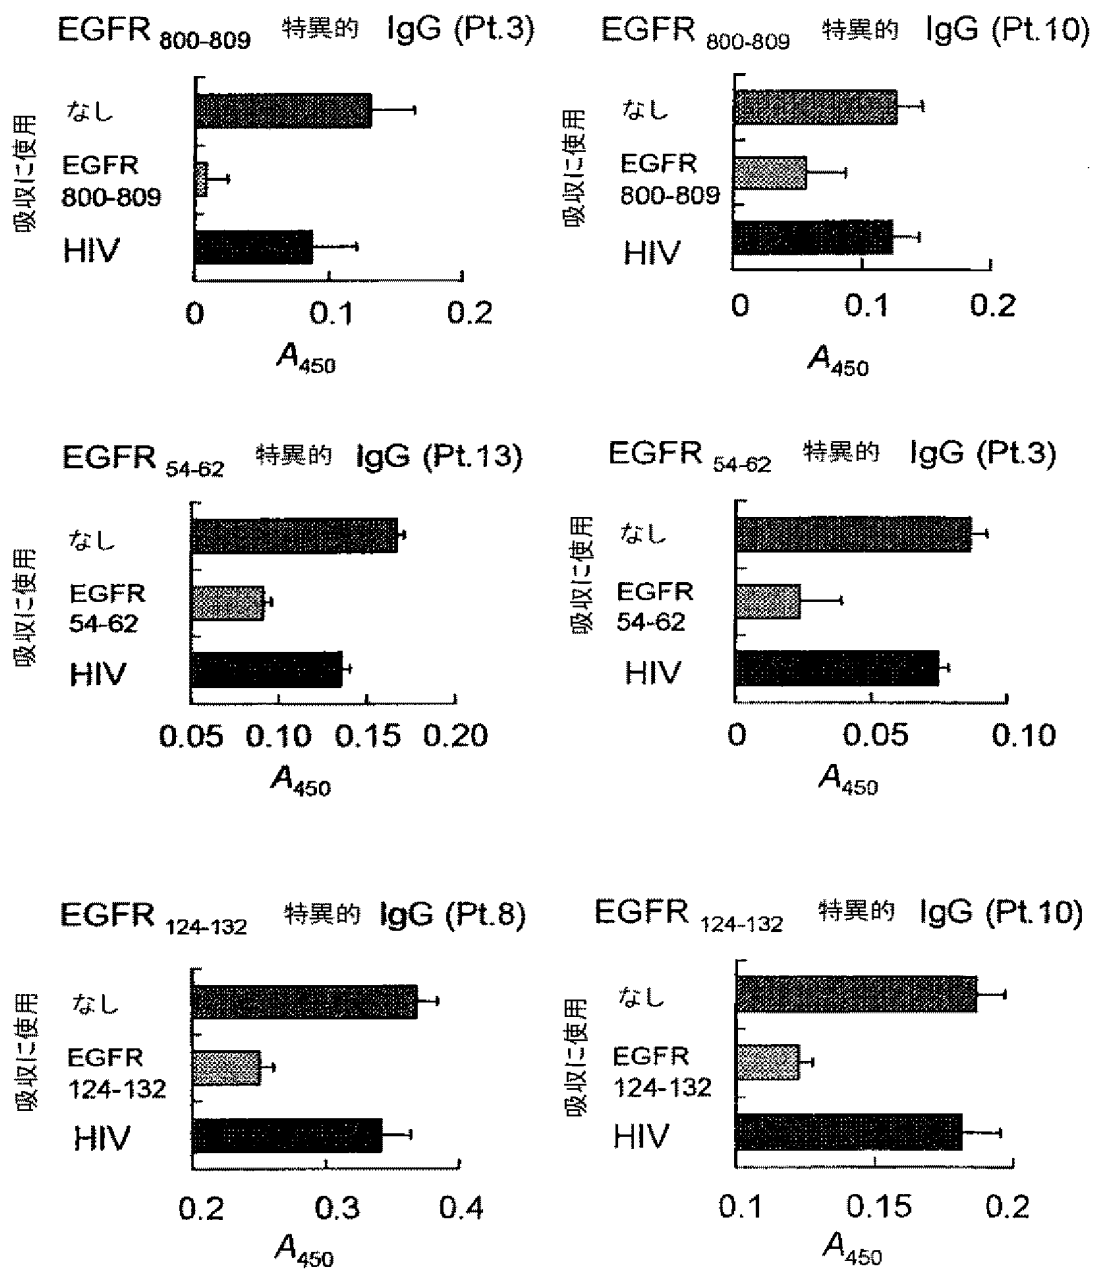 EGFR 800-809 特異的 IgG (Pt.3)
吸収に使用
なし
EGFR
800-809
HIV
0 0.1 0.2
A450
EGFR 800-809 特異的 IgG (Pt.10)
吸収に使用
なし
EGFR
800-809
HIV
0 0.1 0.2
A450
EGFR 54-62 特異的 IgG (Pt.13)
吸収に使用
なし
EGFR
54-62
HIV
0.05 0.10 0.15 0.20
A450
EGFR 54-62 特異的 IgG (Pt.3)
吸収に使用
なし
EGFR
54-62
HIV
0 0.05 0.10
A450
EGFR 124-132 特異的 IgG (Pt.8)
吸収に使用
なし
EGFR
124-132
HIV
0.2 0.3 0.4
A450
EGFR 124-132 特異的 IgG (Pt.10)
吸収に使用
なし
EGFR
124-132
HIV
0.1 0.15 0.2
A450